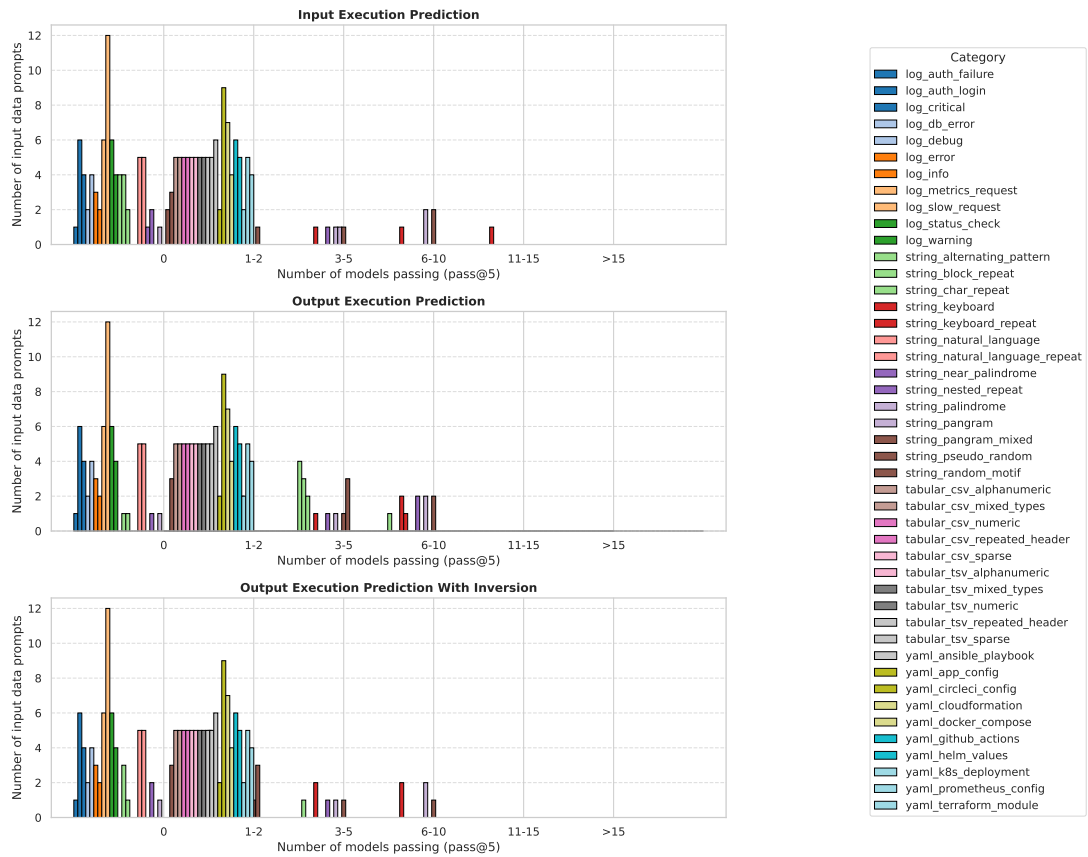 Input Execution Prediction
Number of input data prompts
12
10
8
6
4
2
0
0
1-2
3-5
6-10
11-15
>15
Number of models passing (pass@5)
Output Execution Prediction
Number of input data prompts
12
10
8
6
4
2
0
0
1-2
3-5
6-10
11-15
>15
Number of models passing (pass@5)
Output Execution Prediction With Inversion
Number of input data prompts
12
10
8
6
4
2
0
0
1-2
3-5
6-10
11-15
>15
Number of models passing (pass@5)
Category
log_auth_failure
log_auth_login
log_critical
log_db_error
log_debug
log_error
log_info
log_metrics_request
log_slow_request
log_status_check
log_warning
string_alternating_pattern
string_block_repeat
string_char_repeat
string_keyboard
string_keyboard_repeat
string_natural_language
string_natural_language_repeat
string_near_palindrome
string_nested_repeat
string_palindrome
string_pangram
string_pangram_mixed
string_pseudo_random
string_random_motif
tabular_csv_alphanumeric
tabular_csv_mixed_types
tabular_csv_numeric
tabular_csv_repeated_header
tabular_csv_sparse
tabular_tsv_alphanumeric
tabular_tsv_mixed_types
tabular_tsv_numeric
tabular_tsv_repeated_header
tabular_tsv_sparse
yaml_ansible_playbook
yaml_app_config
yaml_circleci_config
yaml_cloudformation
yaml_docker_compose
yaml_github_actions
yaml_helm_values
yaml_k8s_deployment
yaml_prometheus_config
yaml_terraform_module